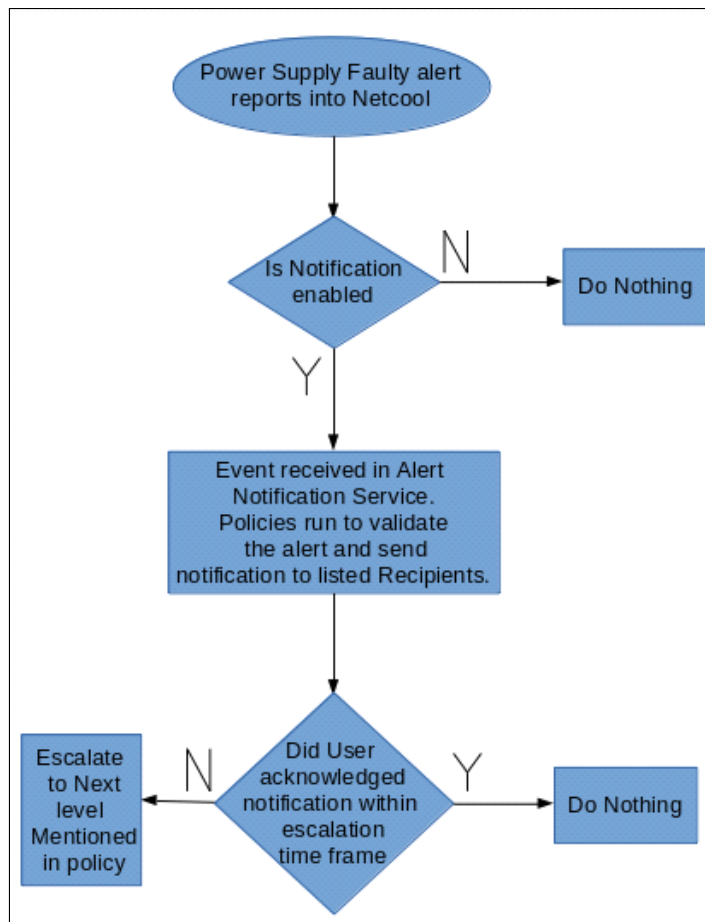 Power Supply Faulty alert
reports into Netcool
Is Notification
enabled
N
Do Nothing
Y
Event received in Alert
Notification Service.
Policies run to validate
the alert and send
notification to listed Recipients.
Did User
acknowledged
notification within
escalation
time frame
N
Escalate
to Next
level
Mentioned
in policy
Y
Do Nothing